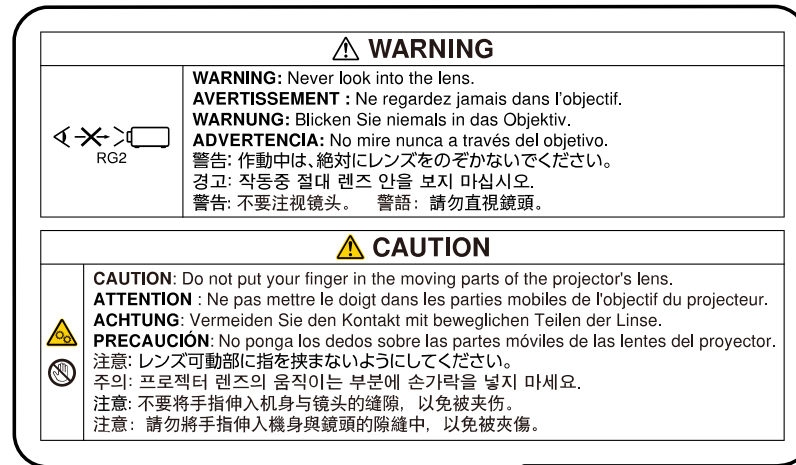 ⚠ WARNING
WARNING: Never look into the lens.
AVERTISSEMENT : Ne regardez jamais dans l'objectif.
WARNUNG: Blicken Sie niemals in das Objektiv.
ADVERTENCIA: No mire nunca a través del objetivo.
警告: 作動中は、絶対にレンズをのぞかないでください。
경고: 작동중 절대 렌즈 안을 보지 마십시오.
警告: 不要注视镜头。 警語: 請勿直視鏡頭。
RG2
⚠ CAUTION
CAUTION: Do not put your finger in the moving parts of the projector's lens.
ATTENTION : Ne pas mettre le doigt dans les parties mobiles de l'objectif du projecteur.
ACHTUNG: Vermeiden Sie den Kontakt mit beweglichen Teilen der Linse.
PRECAUCIÓN: No ponga los dedos sobre las partes móviles de las lentes del proyector.
注意: レンズ可動部に指を挟まないようにしてください。
주의: 프로젝터 렌즈의 움직이는 부분에 손가락을 넣지 마세요.
注意: 不要将手指伸入机身与镜头的缝隙, 以免被夹伤。
注意: 請勿將手指伸入機身與鏡頭的隙縫中, 以免被夾傷。